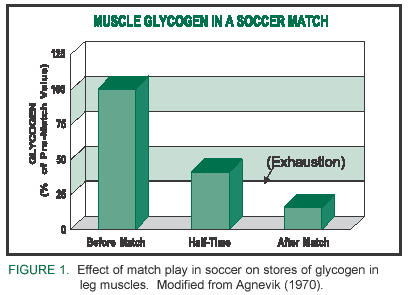 MUSCLE GLYCOGEN IN A SOCCER MATCH
GLYCOGEN
(% of Pre-Match Value)
125
100
75
50
25
0
(Exhaustion)
Before Match
Half-Time
After Match
FIGURE 1. Effect of match play in soccer on stores of glycogen in
leg muscles. Modified from Agnevik (1970).